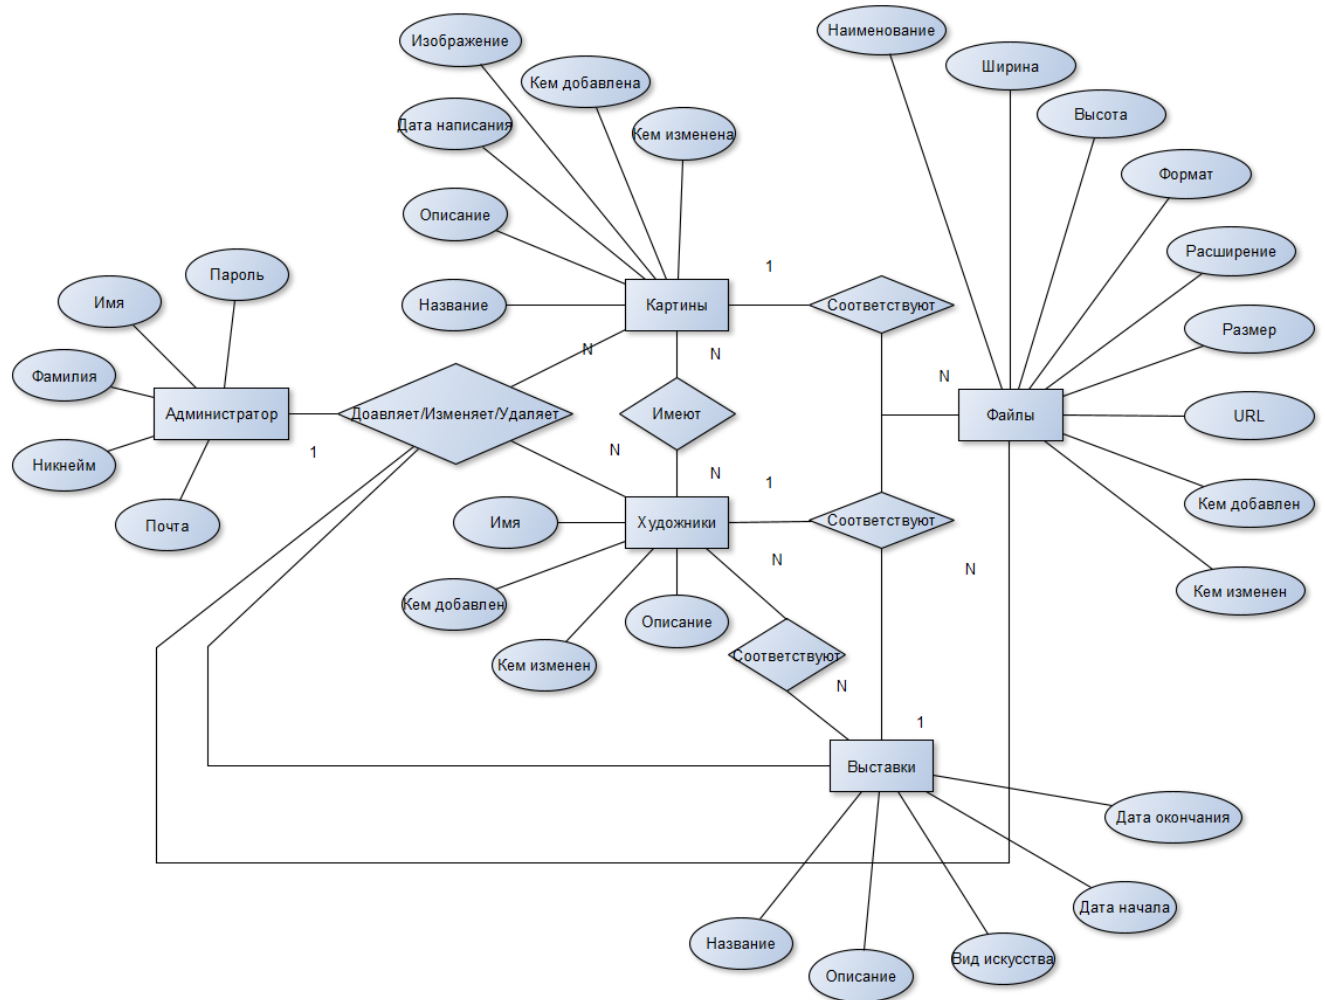 Наименование
Изображение
Ширина
Кем добавлена
Высота
Дата написания
Кем изменена
Формат
Описание
Расширение
1
Пароль
Имя
Название
Картины
Соответствуют
Размер
N
N
N
Фамилия
Администратор
Доавляет/Изменяет/Удаляет
Имеют
Файлы
URL
1
N
Никнейм
N
1
Кем добавлен
Почта
Имя
Художники
Соответствуют
N
N
Кем изменен
Кем добавлен
Описание
Кем изменен
Соответствуют
N
1
Выставки
Дата окончания
Дата начала
Название
Вид искусства
Описание